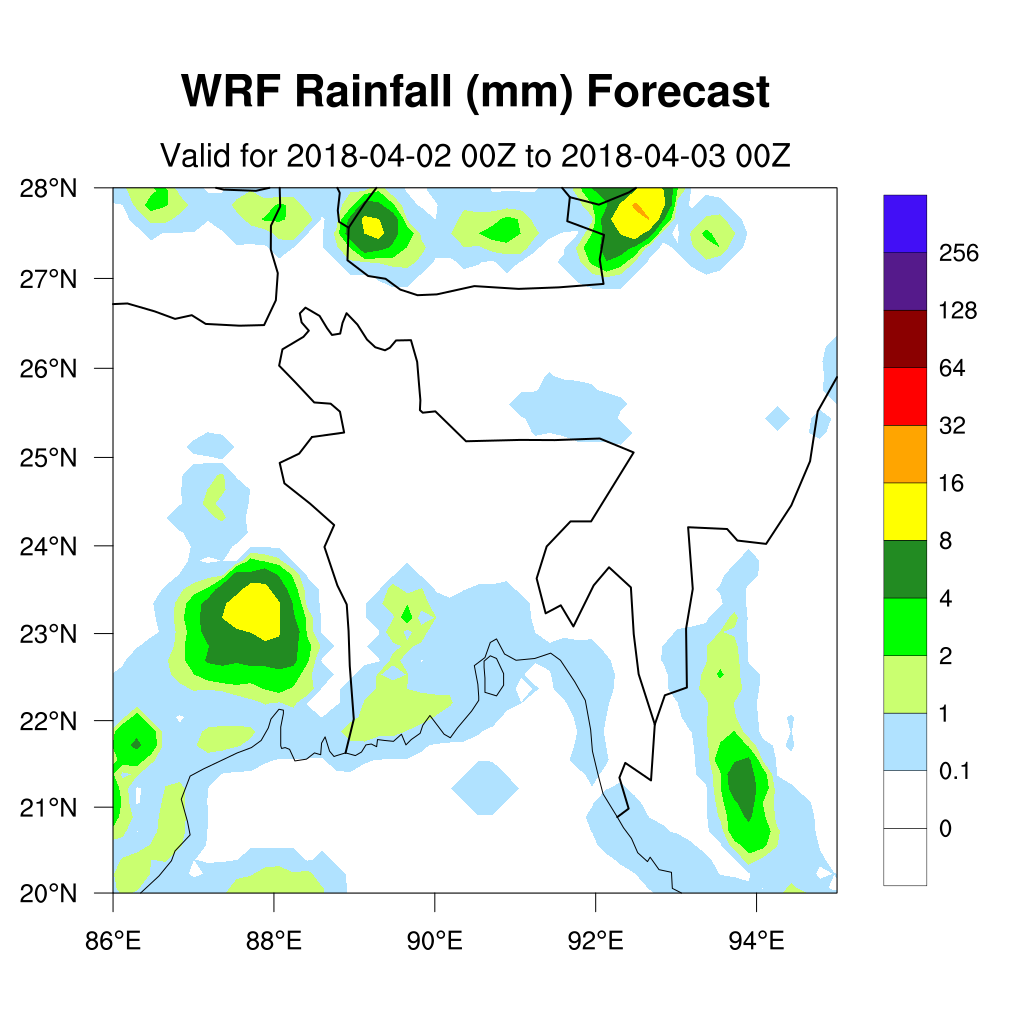 WRF Rainfall (mm) Forecast
Valid for 2018-04-02 00Z to 2018-04-03 00Z
28°N
27°N
26°N
25°N
24°N
23°N
22°N
21°N
20°N
86°E 88°E 90°E 92°E 94°E
256
128
64
32
16
8
4
2
1
0.1
0